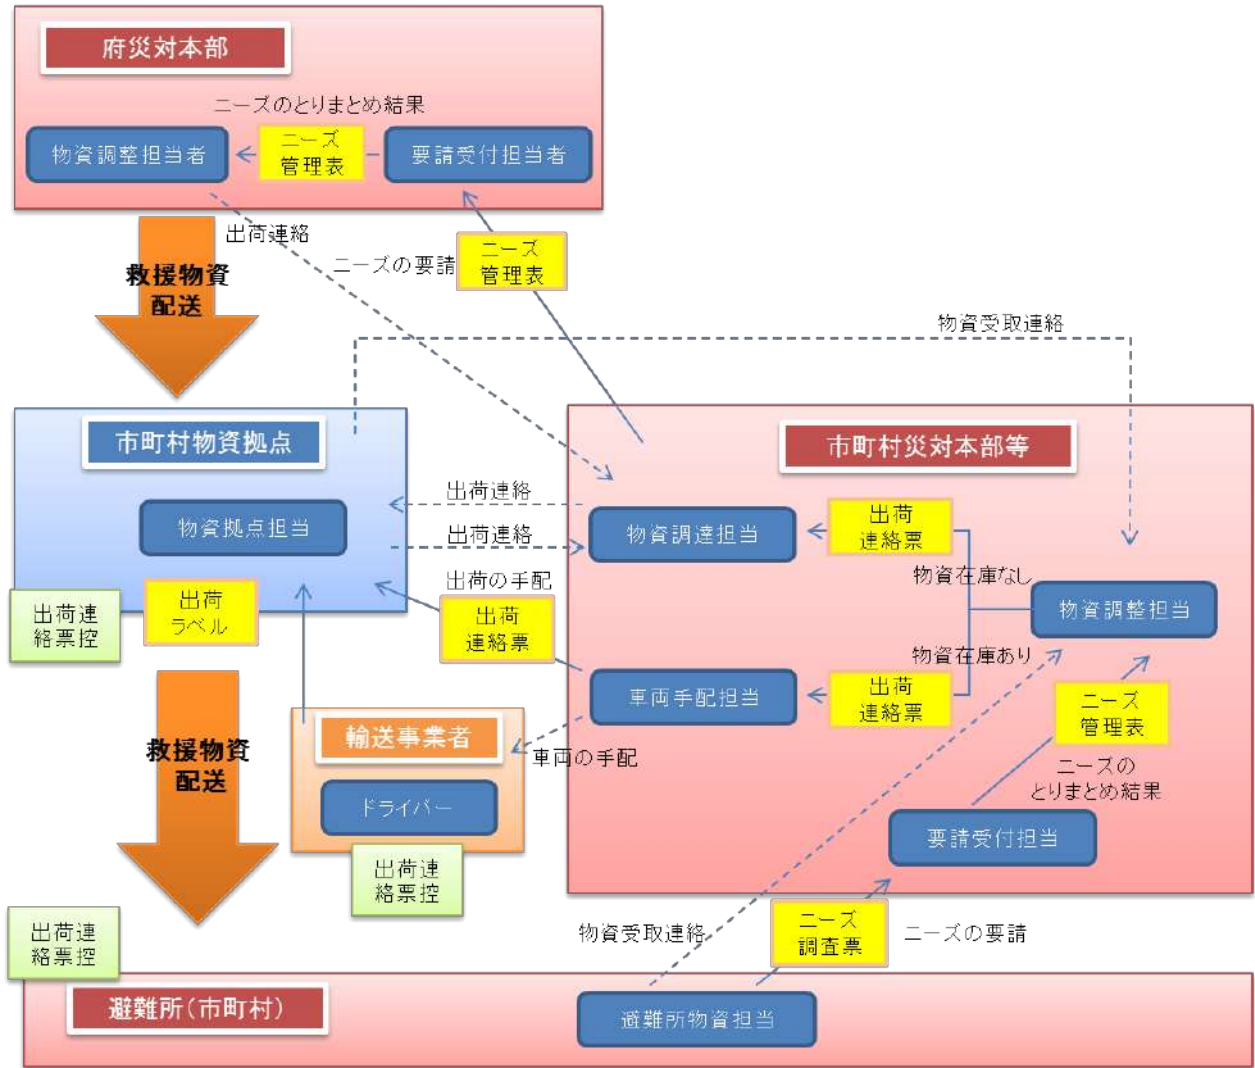 府災対本部
ニーズのとりまとめ結果
物資調整担当者
ニーズ
管理表
要請受付担当者
出荷連絡
救援物資
配送
ニーズの要請
ニーズ
管理表
物資受取連絡
市町村物資拠点
物資拠点担当
出荷連
絡票控
出荷
ラベル
出荷連絡
出荷連絡
出荷の手配
出荷
連絡票
市町村災対本部等
物資調達担当
出荷
連絡票
物資在庫なし
物資調整担当
物資在庫あり
車両手配担当
出荷
連絡票
ニーズ
管理表
ニーズの
とりまとめ結果
要請受付担当
車両の手配
輸送事業者
ドライバー
出荷連
絡票控
救援物資
配送
出荷連
絡票控
物資受取連絡
ニーズ
調査票
ニーズの要請
避難所(市町村)
避難所物資担当